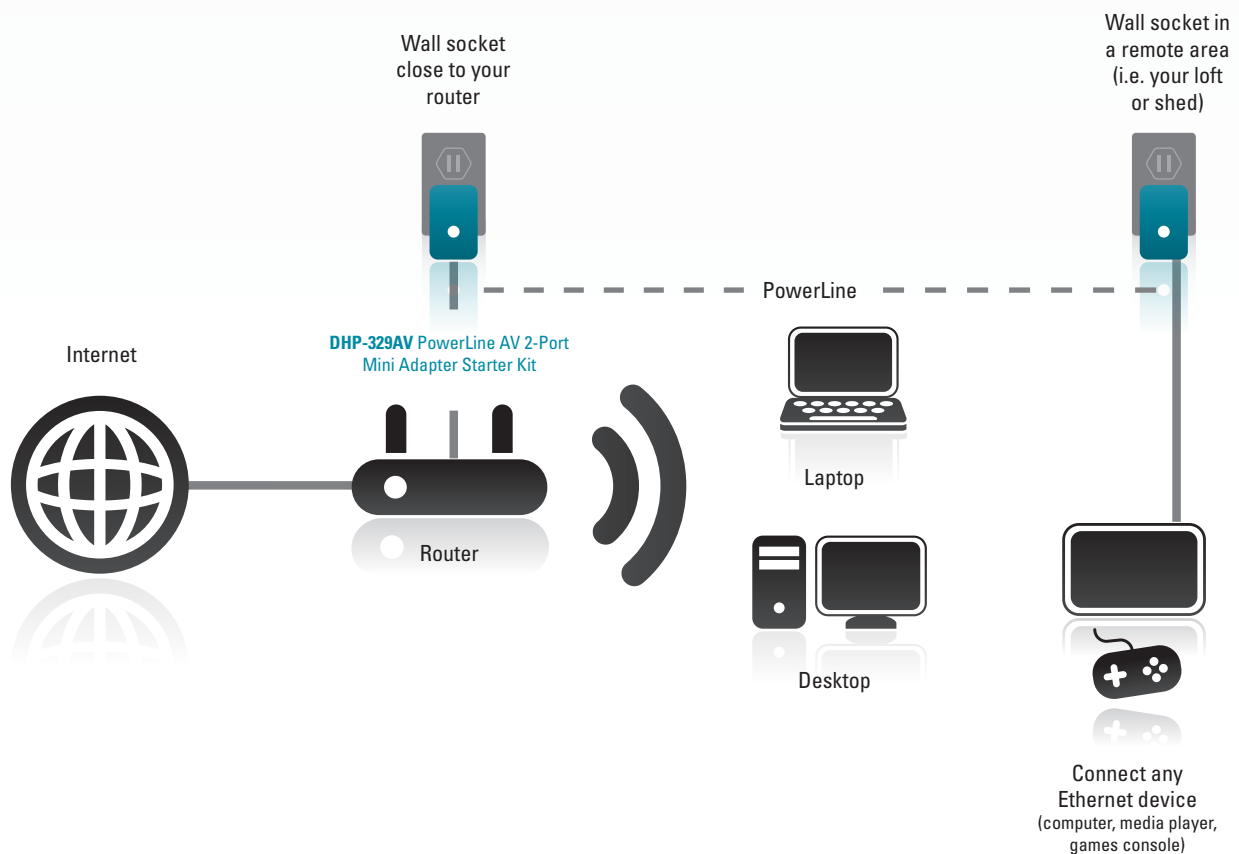 Wall socket
close to your
router
Wall socket in
a remote area
(i.e. your loft
or shed)
PowerLine
DHP-329AV PowerLine AV 2-Port
Mini Adapter Starter Kit
Internet
Laptop
Router
Desktop
Connect any
Ethernet device
(computer, media player,
games console)